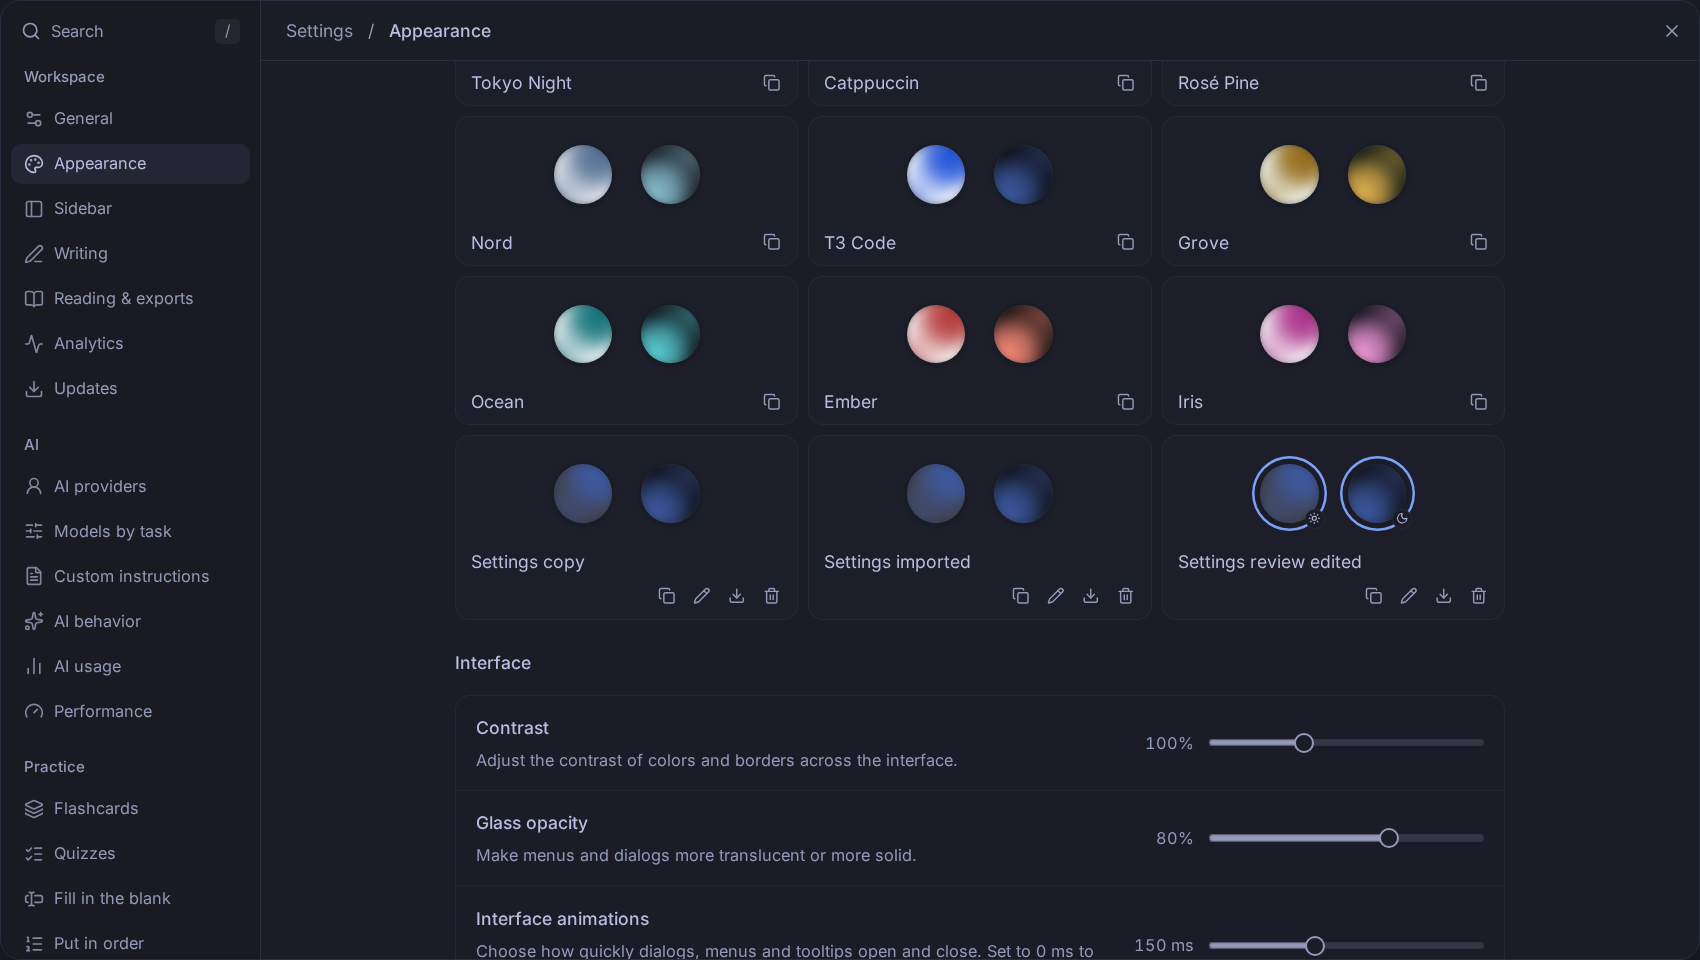 Search
/
Settings / Appearance
Workspace
General
Appearance
Sidebar
Writing
Reading & exports
Analytics
Updates
AI
AI providers
Models by task
Custom instructions
AI behavior
AI usage
Performance
Practice
Flashcards
Quizzes
Fill in the blank
Put in order
Tokyo Night
Catppuccin
Rosé Pine
Nord
T3 Code
Grove
Ocean
Ember
Iris
Settings copy
Settings imported
Settings review edited
Interface
Contrast
Adjust the contrast of colors and borders across the interface.
100%
Glass opacity
Make menus and dialogs more translucent or more solid.
80%
Interface animations
Choose how quickly dialogs, menus and tooltips open and close. Set to 0 ms to
150 ms